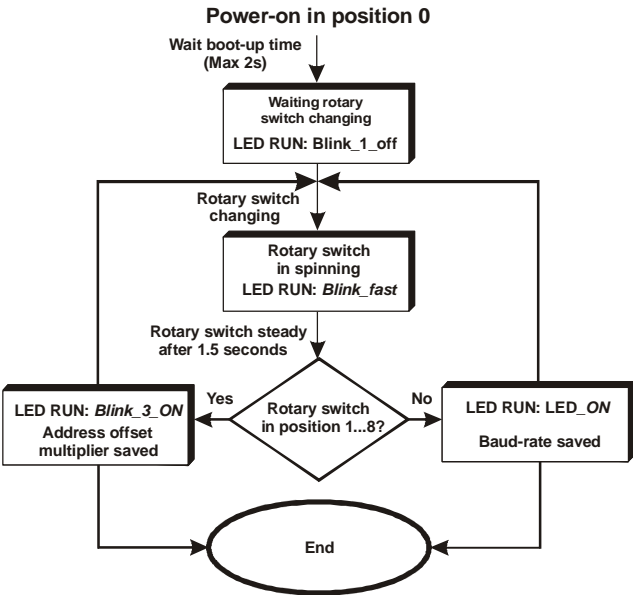 Power-on in position 0
Wait boot-up time
(Max 2s)
Waiting rotary
switch changing
LED RUN: Blink_1_off
Rotary switch
changing
Rotary switch
in spinning
LED RUN: Blink_fast
Rotary switch steady
after 1.5 seconds
Yes
No
Rotary switch
in position 1...8?
LED RUN: Blink_3_ON
Address offset
multiplier saved
LED RUN: LED_ON
Baud-rate saved
End